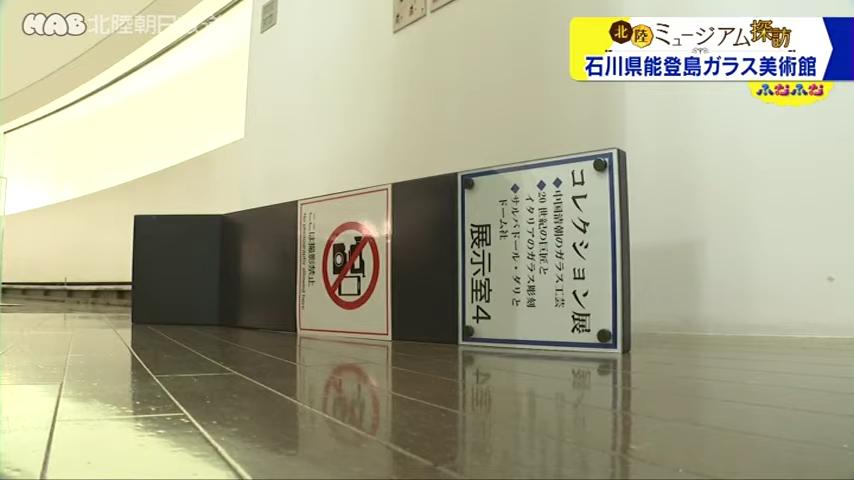 HAB北陸朝日放送
北陸ミュージアム探訪
石川県能登島ガラス美術館
ふむふむ
コレクション展
◆中国清朝のガラス工芸
◆20世紀の巨匠と
イタリアのガラス彫刻
◆サルバドール・ダリと
ドーム社
展示室4
ここは撮影禁止
No photography allowed here.